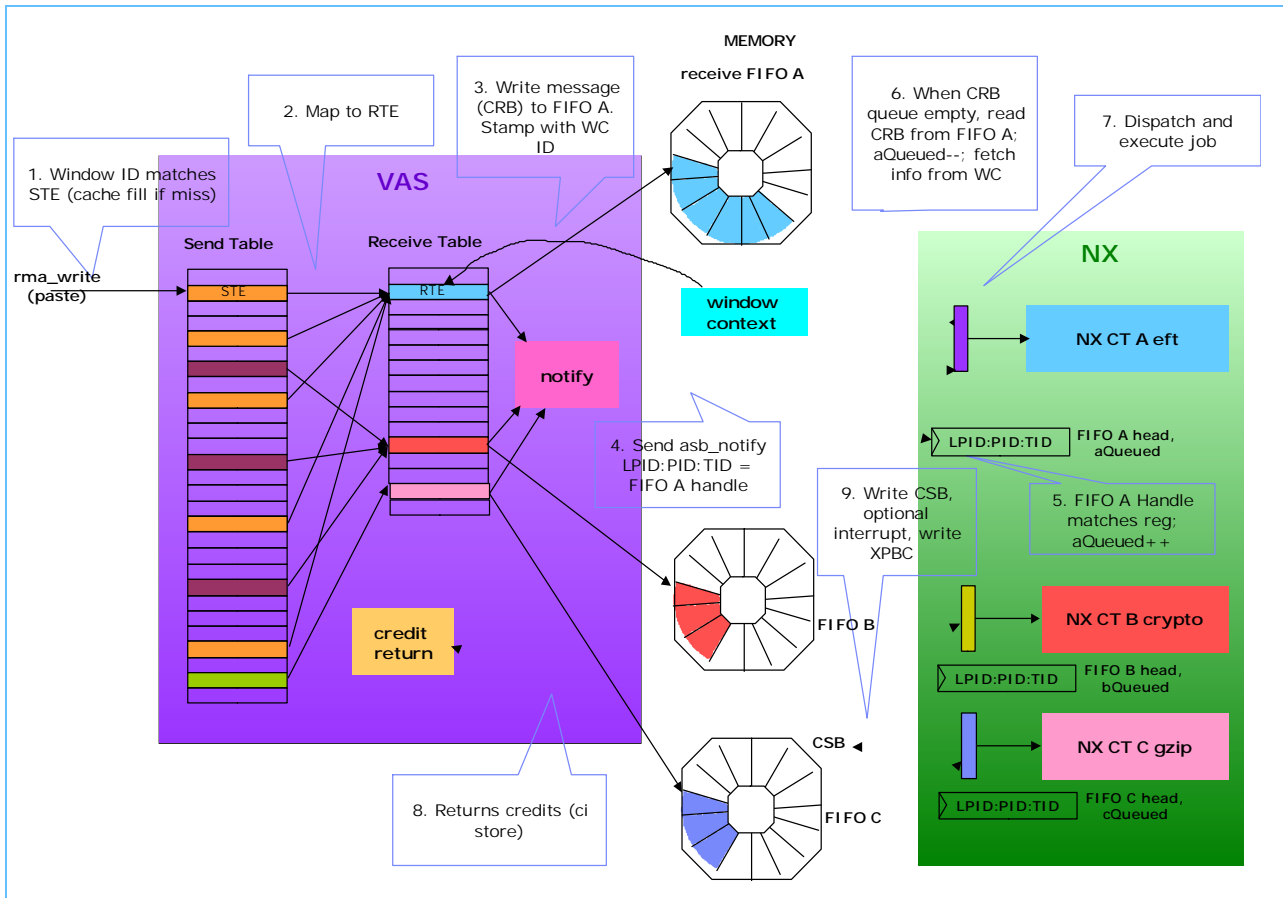 MEMORY
receive FIFO A
1. Window ID matches
STE (cache fill if miss)
2. Map to RTE
3. Write message
(CRB) to FIFO A.
Stamp with WC
ID
6. When CRB
queue empty, read
CRB from FIFO A;
aQueued--; fetch
info from WC
7. Dispatch and
execute job
VAS
Send Table
Receive Table
rma_write
(paste)
STE
RTE
window
context
notify
4. Send asb_notify
LPID:PID:TID =
FIFO A handle
9. Write CSB,
optional
interrupt, write
XPBC
credit
return
8. Returns credits (ci
store)
FIFO B
CSB
FIFO C
NX
NX CT A eft
LPID:PID:TID
FIFO A head,
aQueued
5. FIFO A Handle
matches reg;
aQueued++
NX CT B crypto
LPID:PID:TID
FIFO B head,
bQueued
NX CT C gzip
LPID:PID:TID
FIFO C head,
cQueued